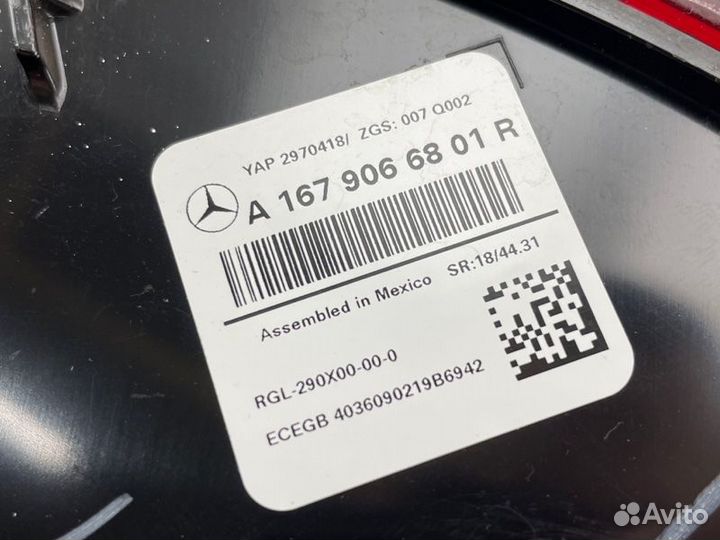 YAP 2970418/ ZGS: 007 Q002
A 167 906 68 01 R
Assembled in Mexico SR:18/44.31
RGL-290X00-00-0
ECEGB 4036090219B6942
Avito